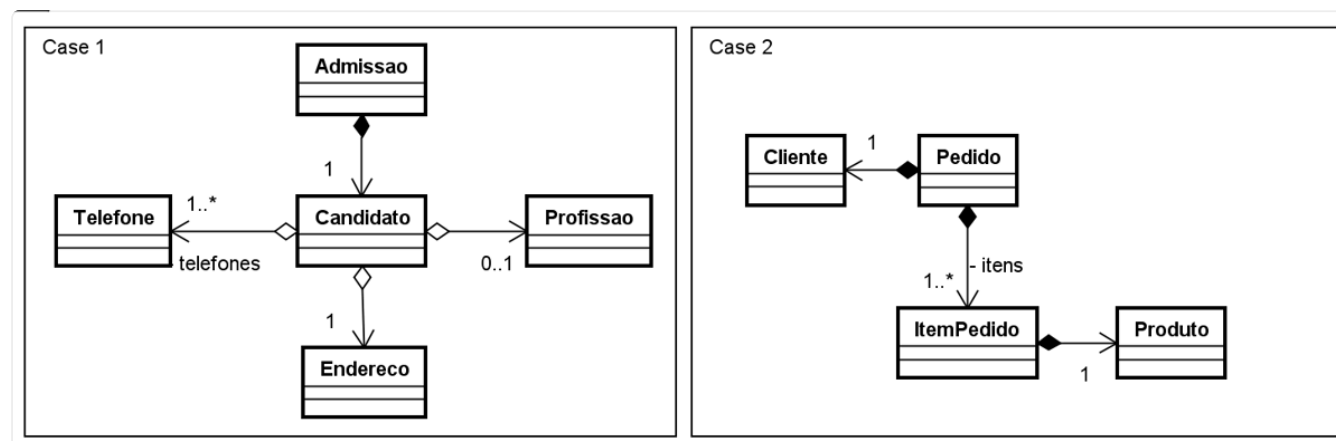 Case 1
Admissao
1
Telefone
1..*
- telefones
Candidato
Profissao
0..1
1
Endereco
Case 2
Cliente
1
Pedido
- itens
1..*
ItemPedido
Produto
1